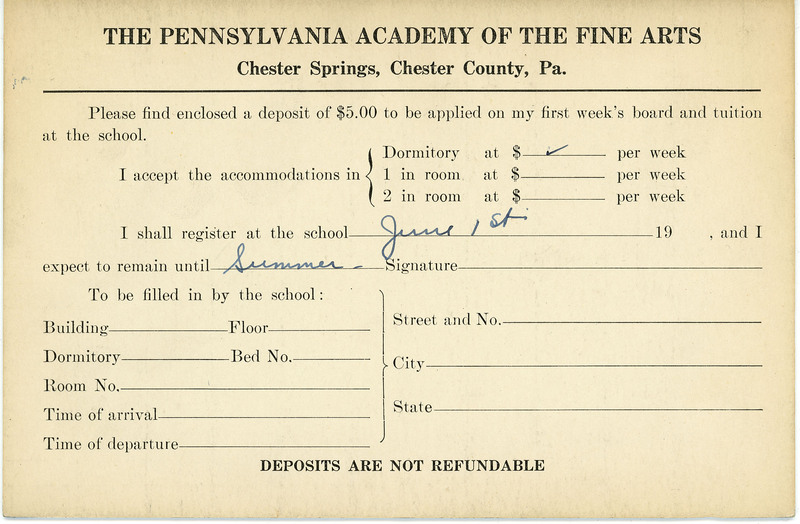 THE PENNSYLVANIA ACADEMY OF THE FINE ARTS
Chester Springs, Chester County, Pa.
Please find enclosed a deposit of $5.00 to be applied on my first week's board and tuition
at the school.
I accept the accommodations in
Dormitory at $ ✓ per week
1 in room at $ per week
2 in room at $ per week
I shall register at the school June 1st 19 , and I
expect to remain until Summer - Signature
To be filled in by the school:
Building Floor
Dormitory Bed No.
Room No.
Time of arrival
Time of departure
Street and No.
City
State
DEPOSITS ARE NOT REFUNDABLE